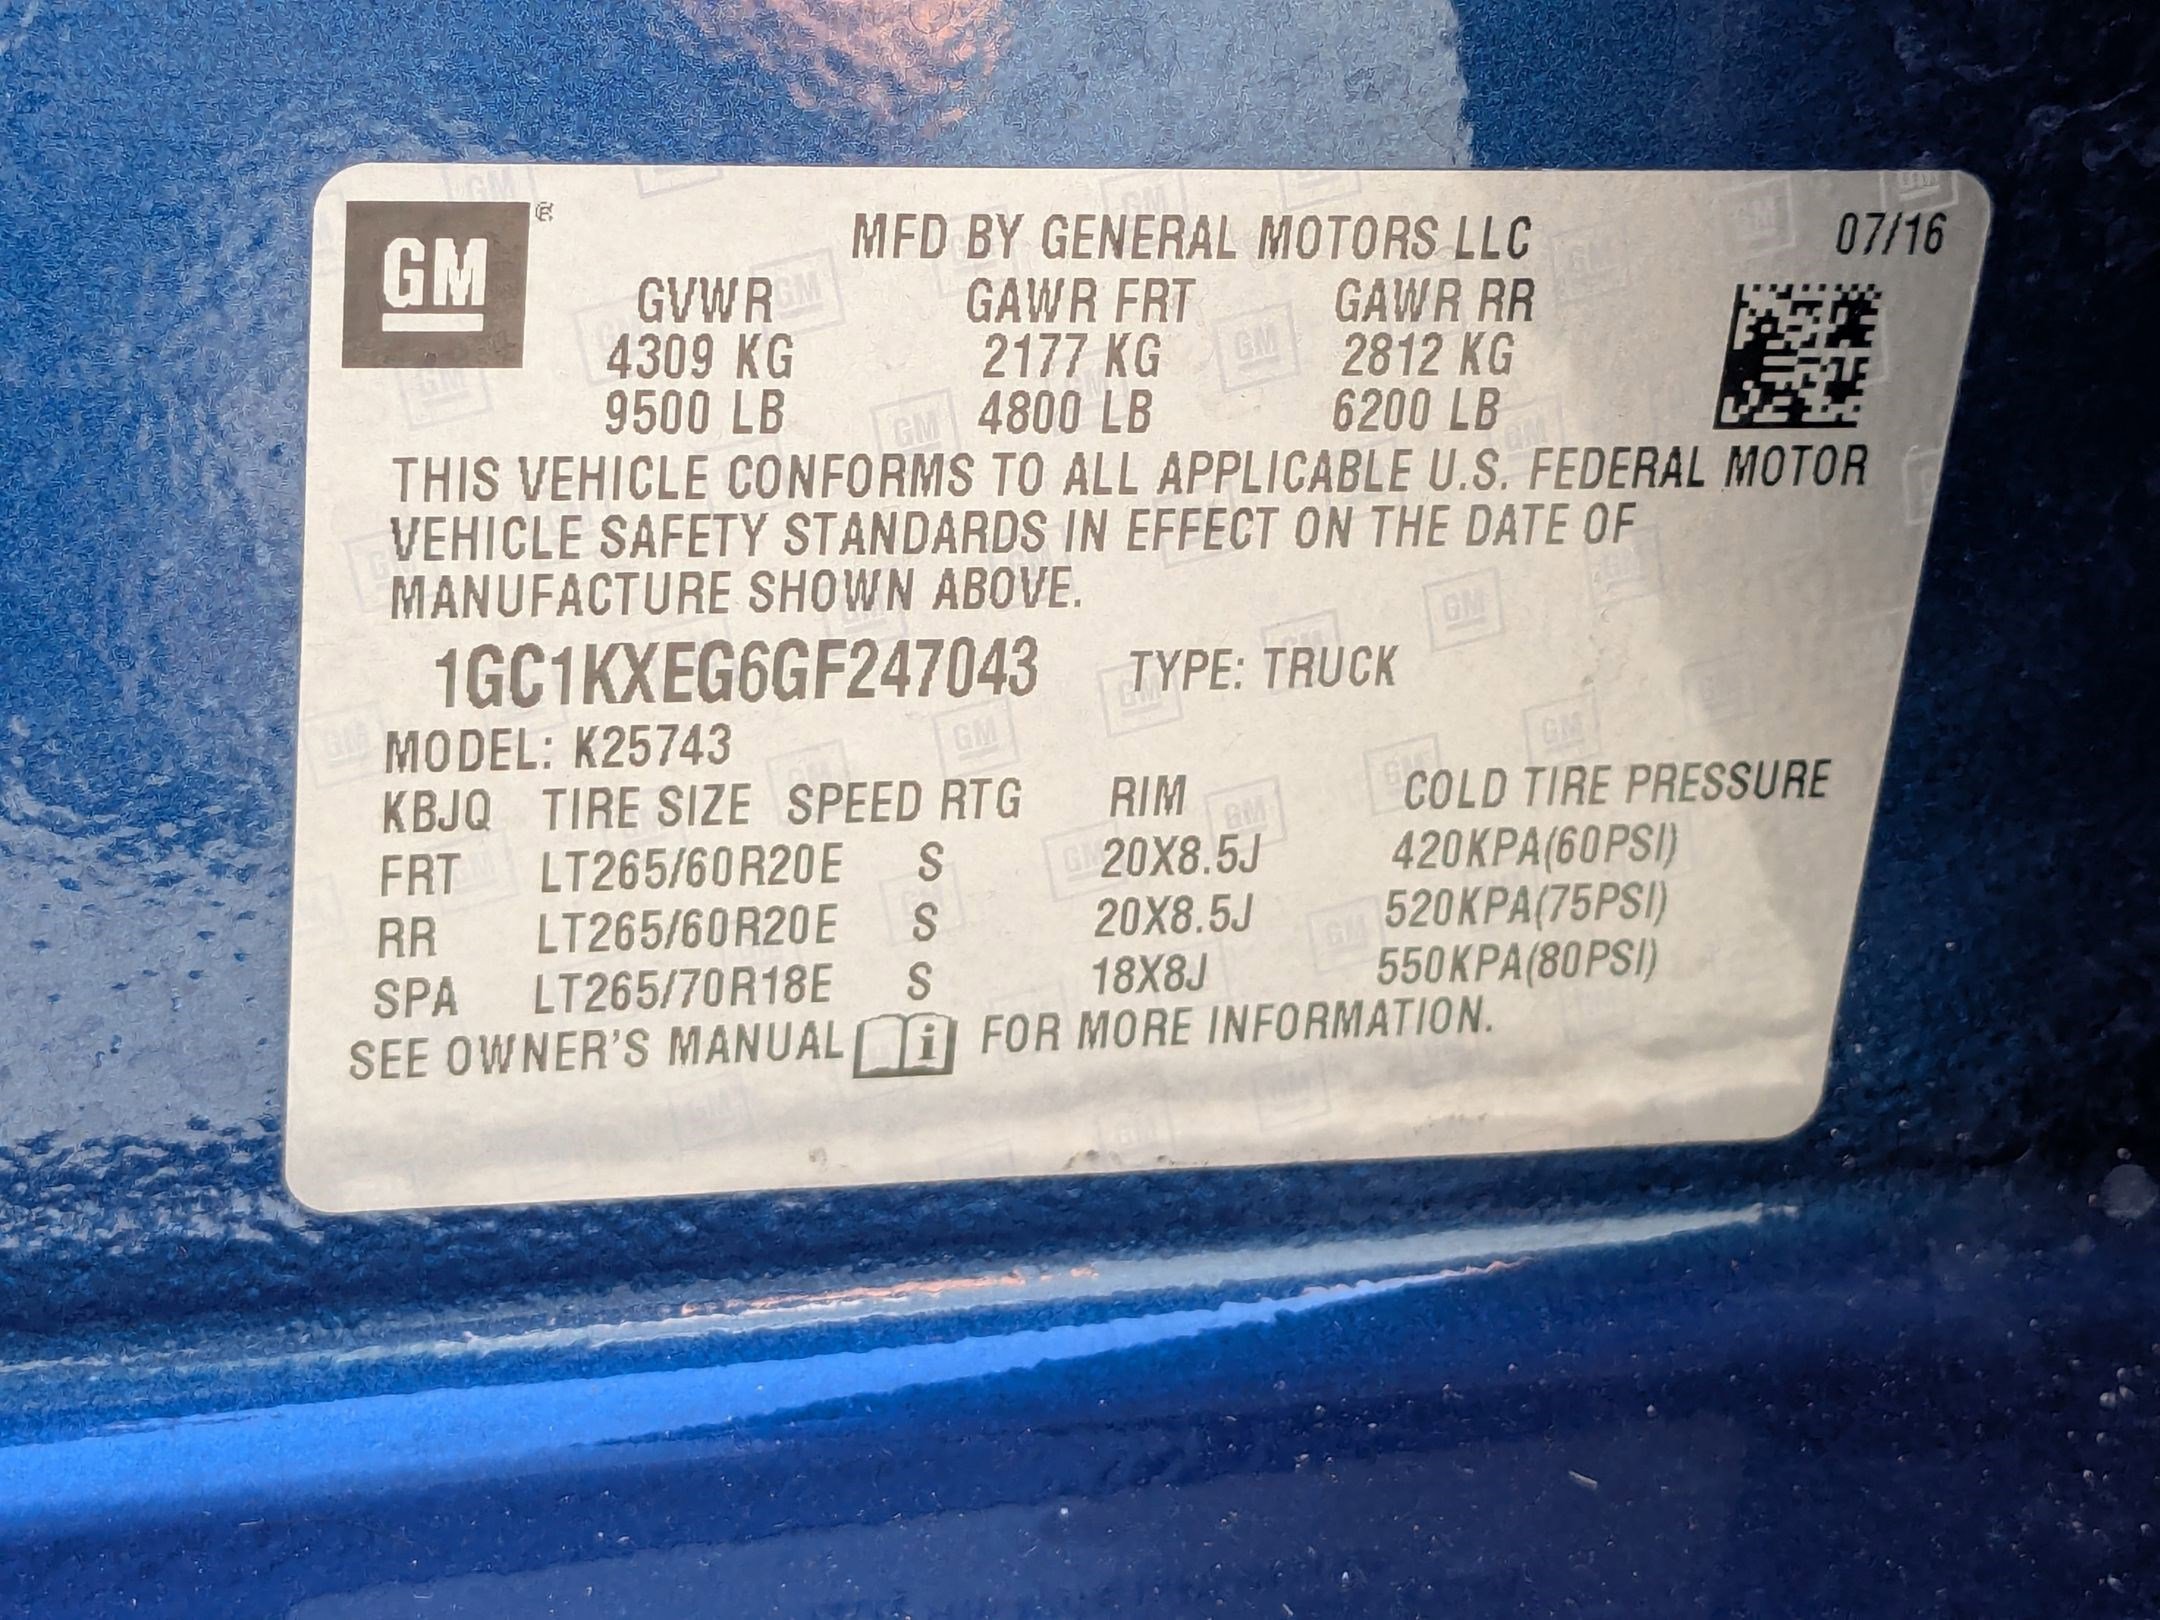 GM ®
MFD BY GENERAL MOTORS LLC 07/16
GVWR GAWR FRT GAWR RR
4309 KG 2177 KG 2812 KG
9500 LB 4800 LB 6200 LB
THIS VEHICLE CONFORMS TO ALL APPLICABLE U.S. FEDERAL MOTOR
VEHICLE SAFETY STANDARDS IN EFFECT ON THE DATE OF
MANUFACTURE SHOWN ABOVE.
1GC1KXEG6GF247043 TYPE: TRUCK
MODEL: K25743
KBJQ TIRE SIZE SPEED RTG RIM COLD TIRE PRESSURE
FRT LT265/60R20E S 20X8.5J 420KPA(60PSI)
RR LT265/60R20E S 20X8.5J 520KPA(75PSI)
SPA LT265/70R18E S 18X8J 550KPA(80PSI)
SEE OWNER'S MANUAL i FOR MORE INFORMATION.